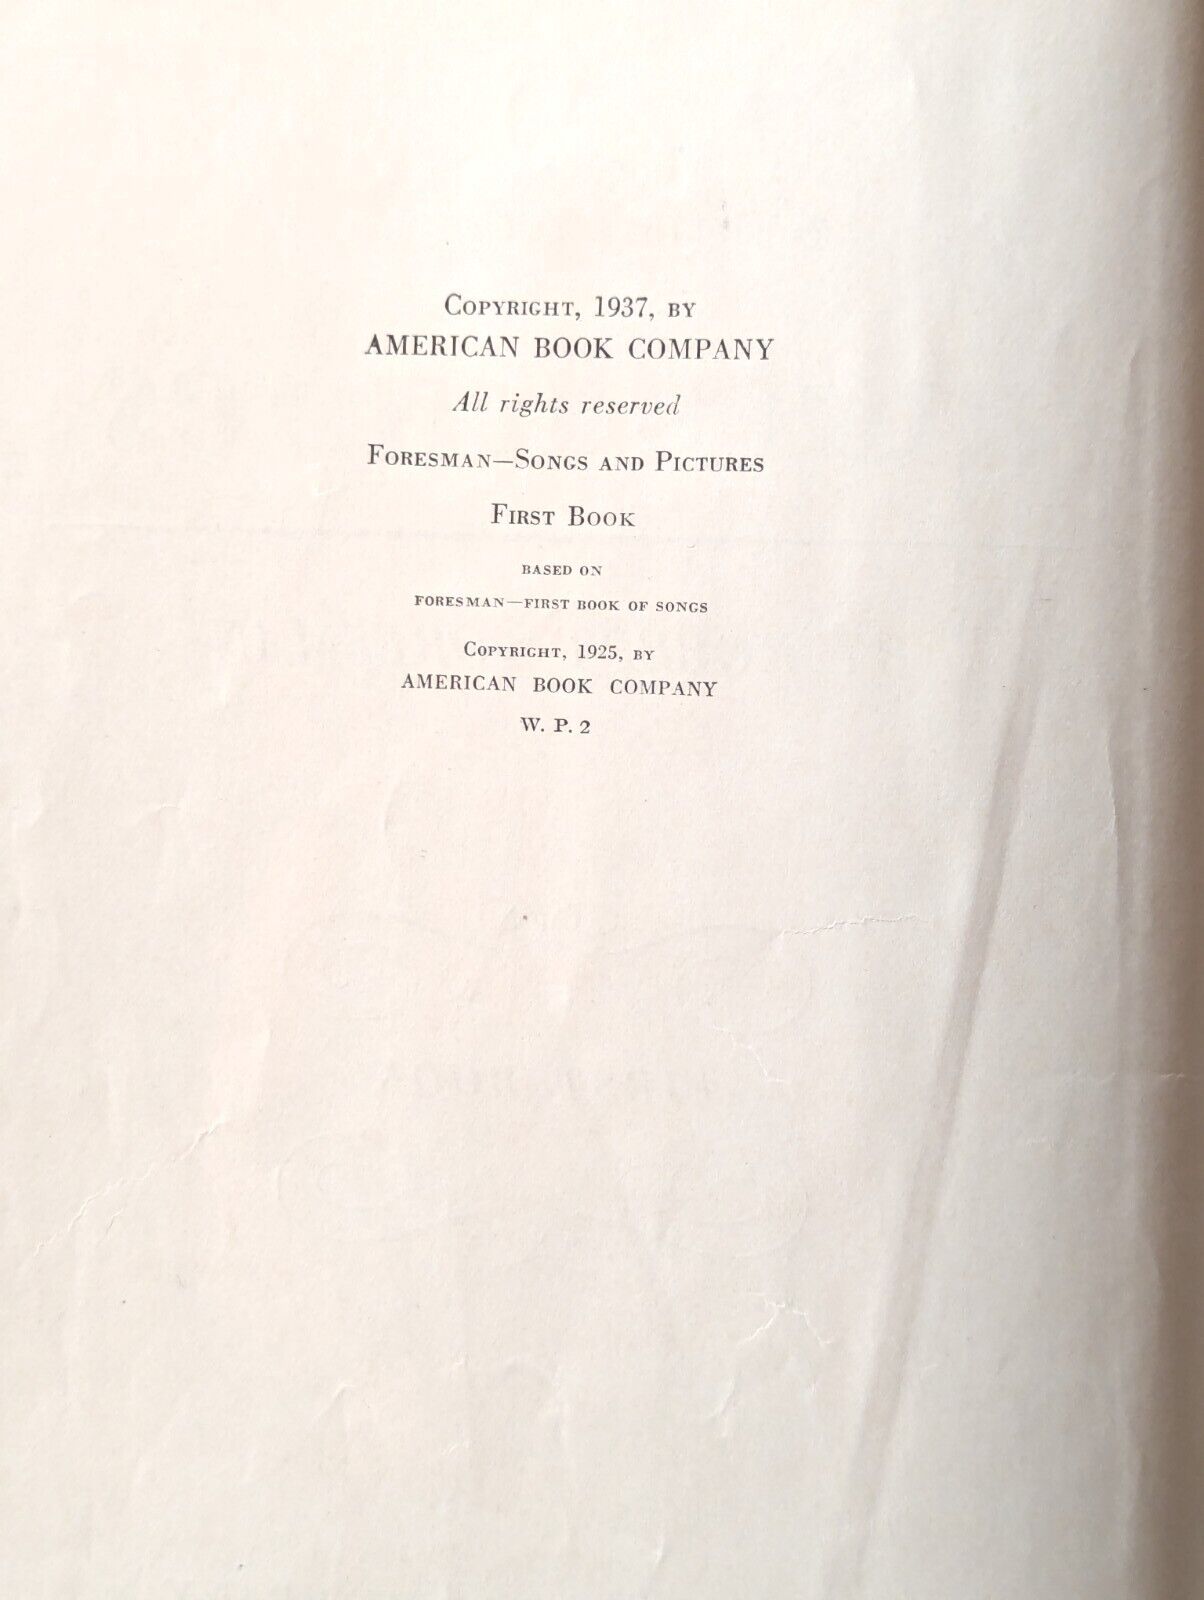 Copyright, 1937, by
AMERICAN BOOK COMPANY
All rights reserved
Foresman—Songs and Pictures
First Book
BASED ON
FORESMAN—FIRST BOOK OF SONGS
Copyright, 1925, by
AMERICAN BOOK COMPANY
W. P. 2